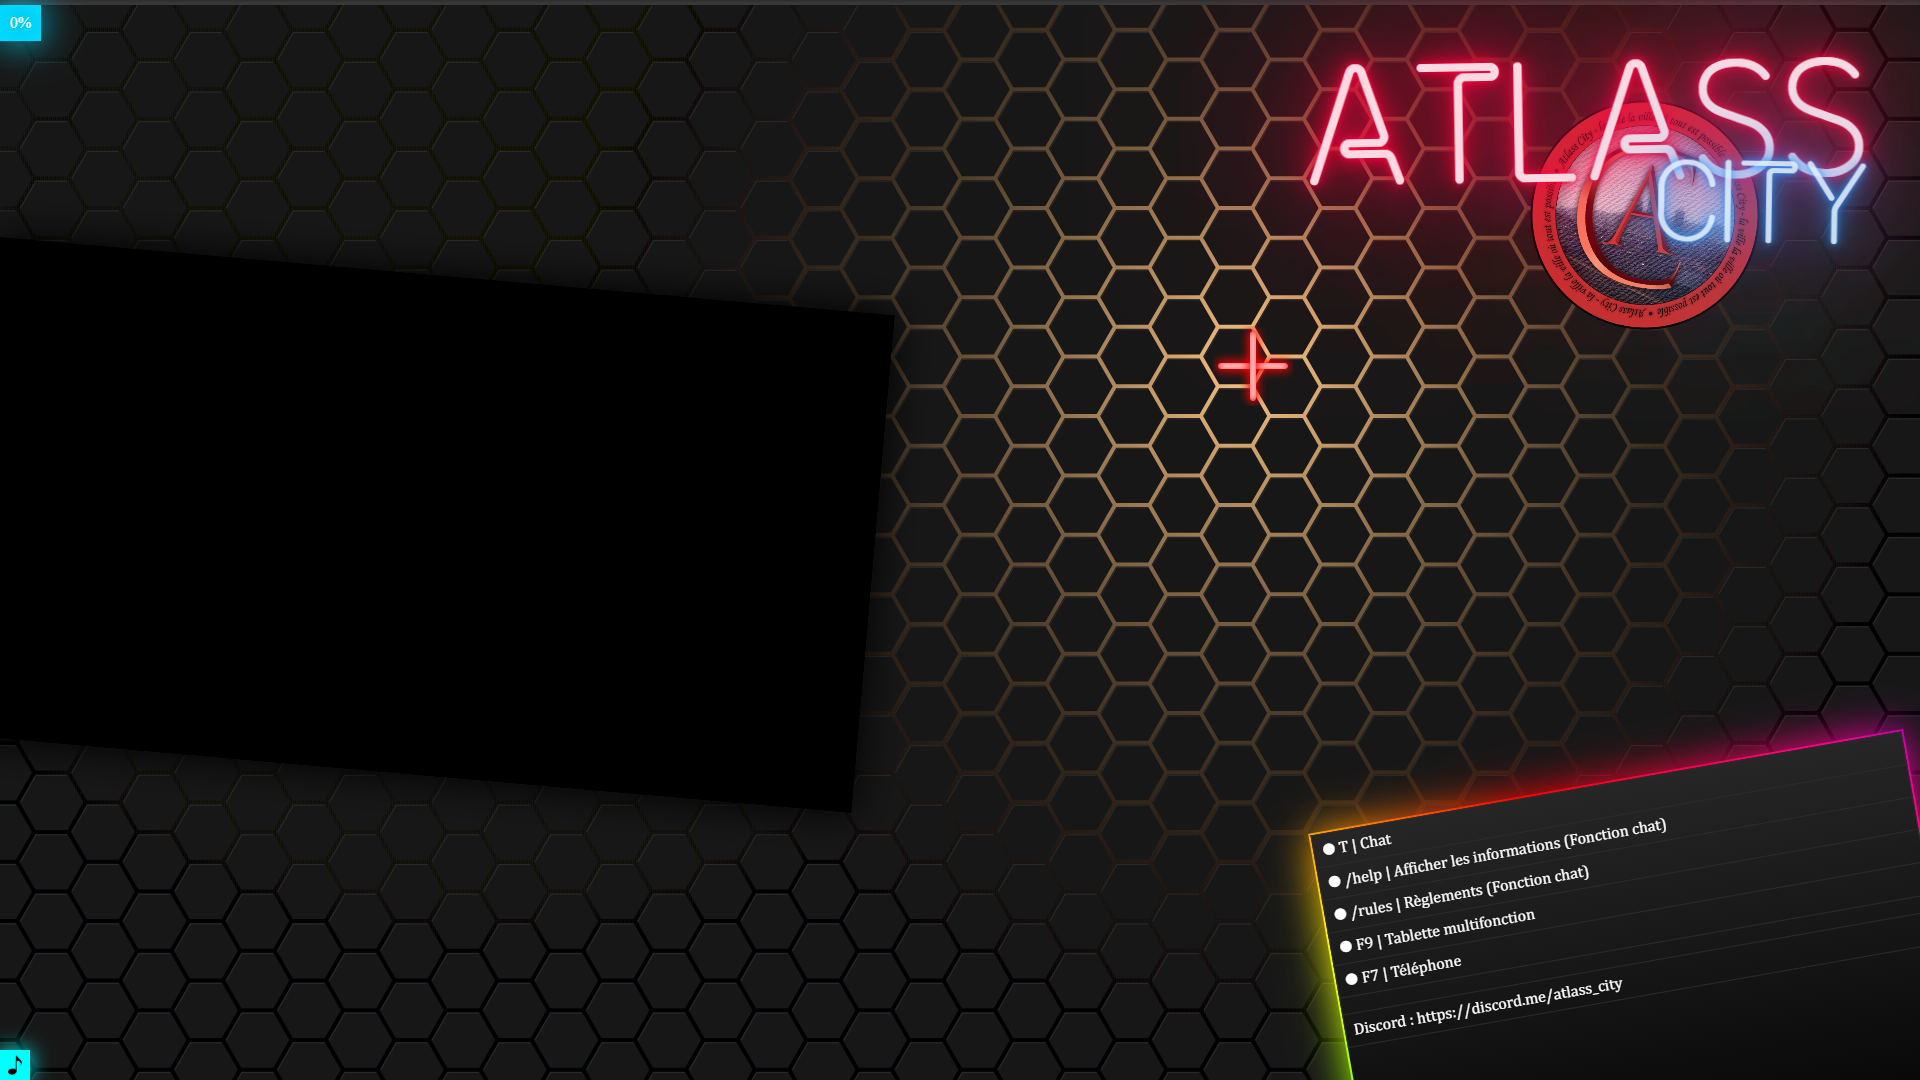 0%
ATLASS
CITY
T | Chat
/help | Afficher les informations (Fonction chat)
/rules | Règlements (Fonction chat)
F9 | Tablette multifonction
F7 | Téléphone
Discord : https://discord.me/atlass_city